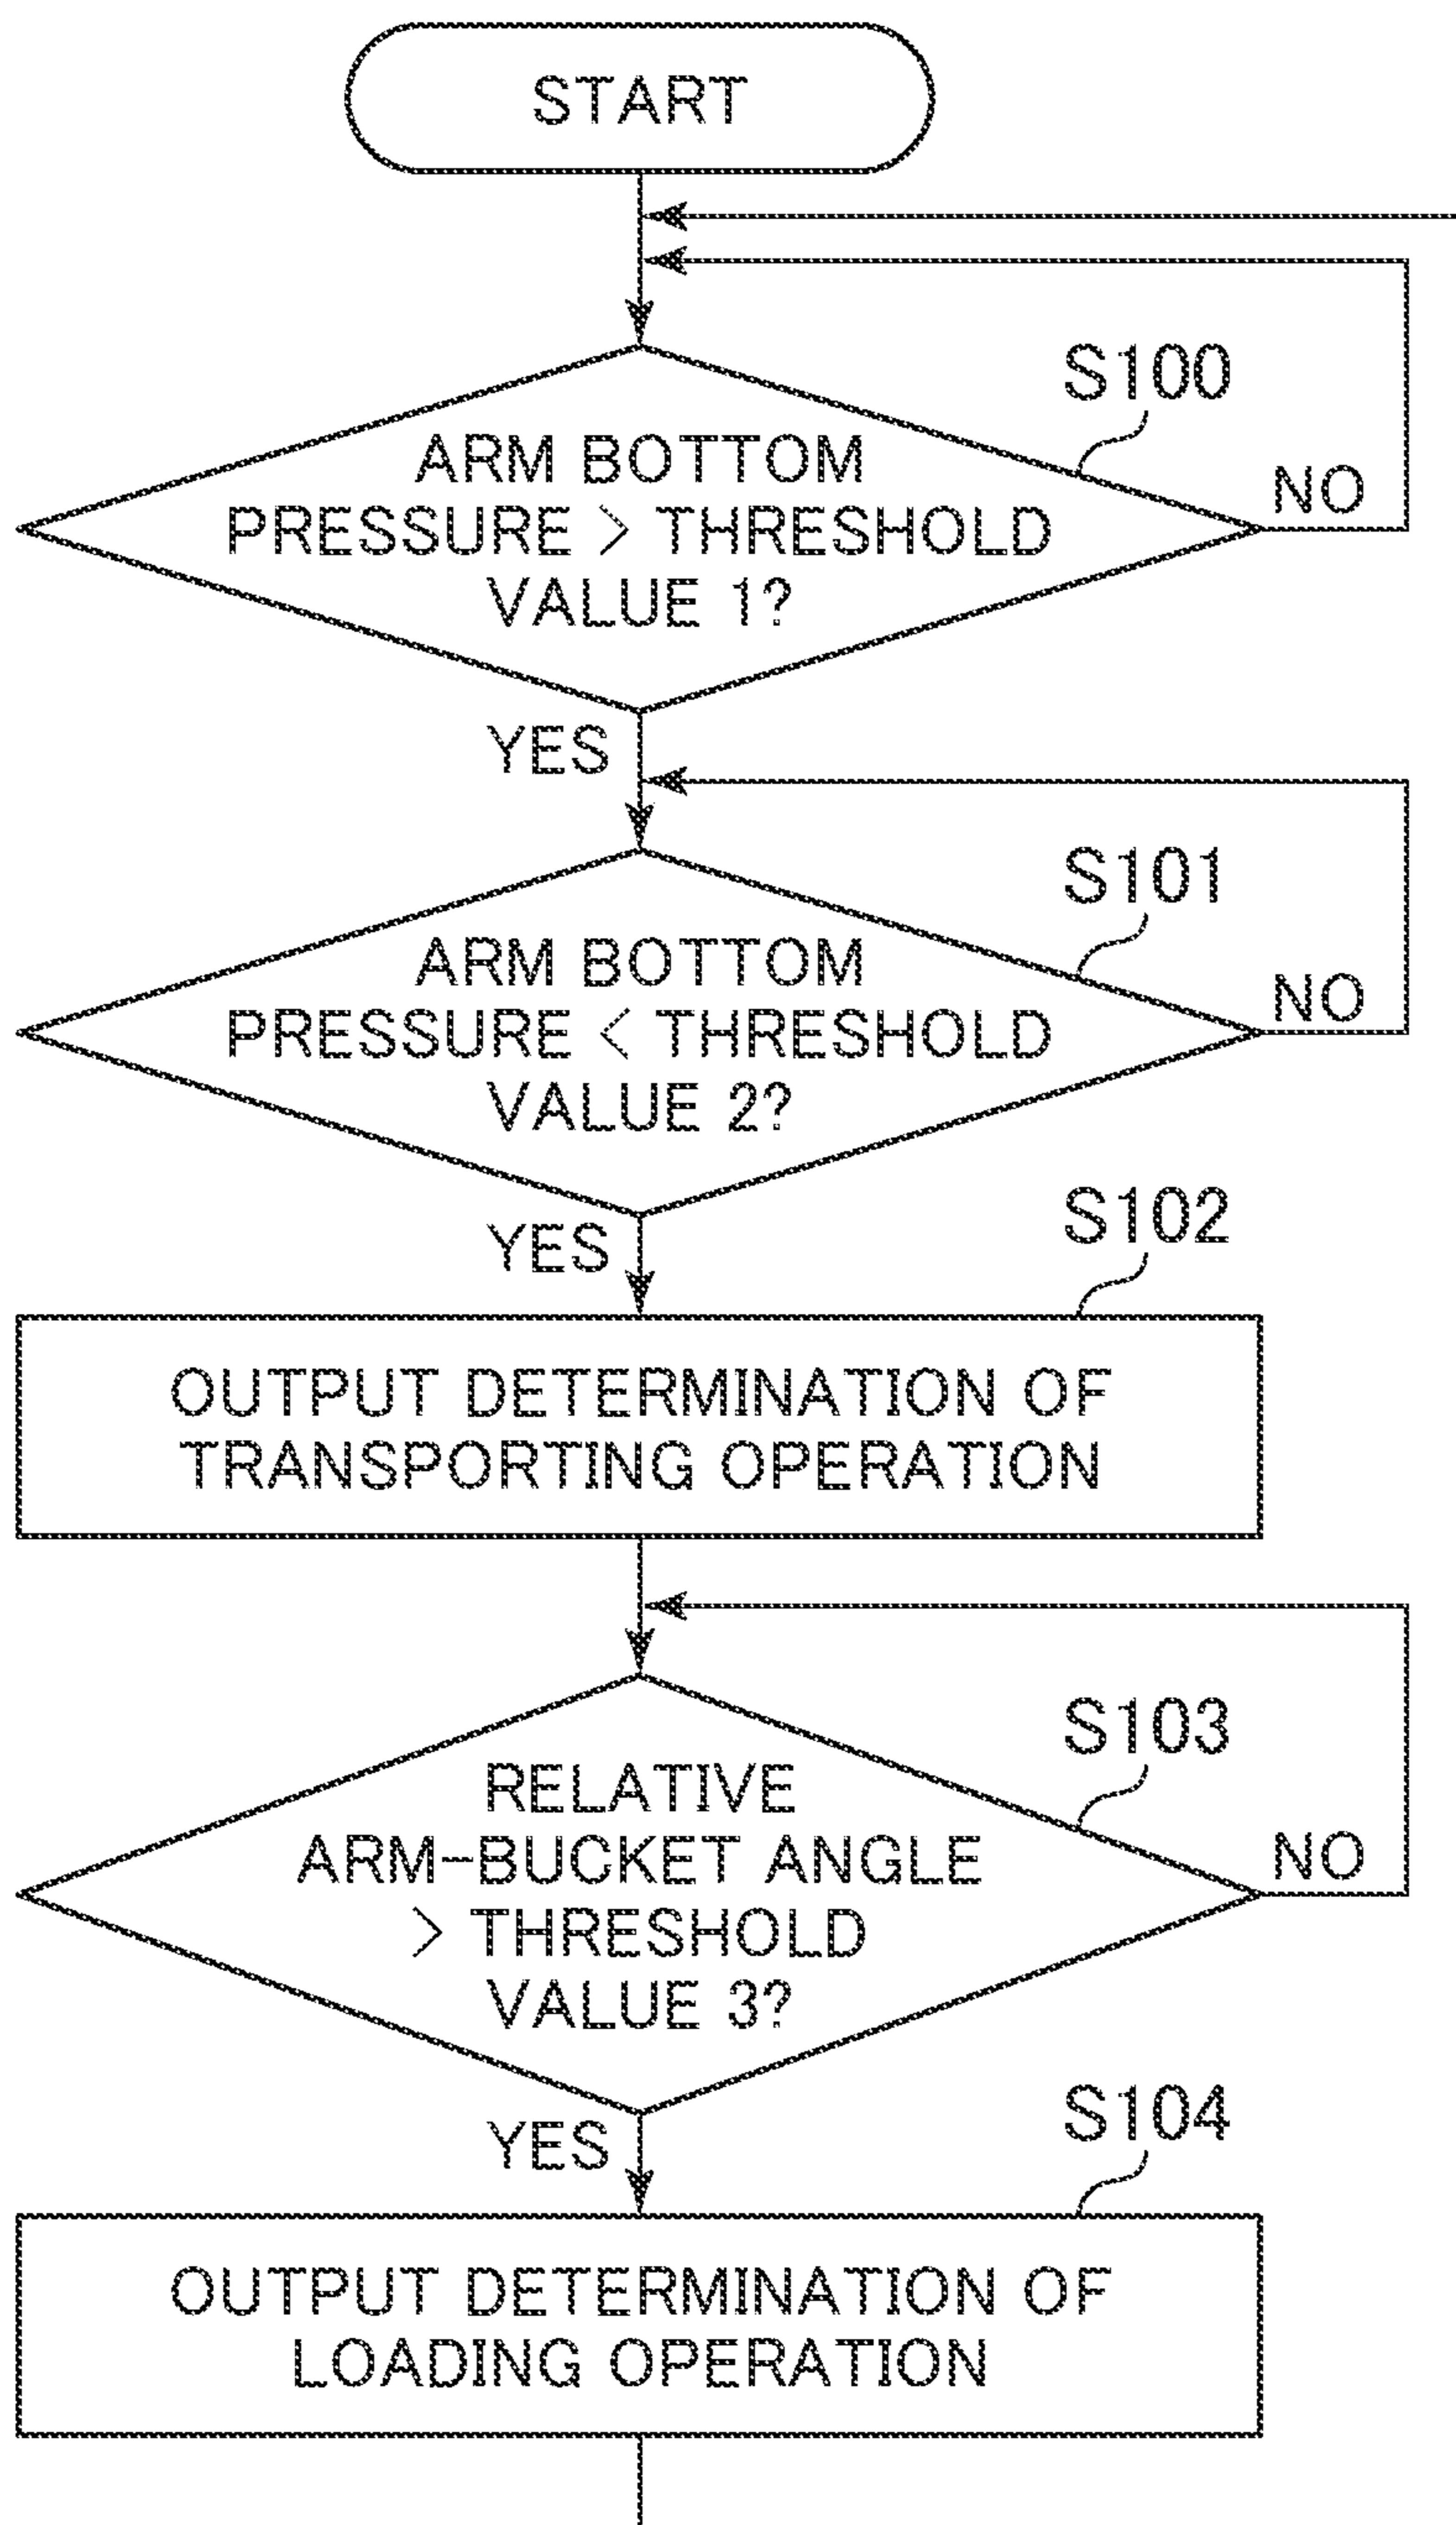 START
S100
ARM BOTTOM
PRESSURE > THRESHOLD
VALUE 1?
NO
YES
S101
ARM BOTTOM
PRESSURE < THRESHOLD
VALUE 2?
NO
YES
S102
OUTPUT DETERMINATION OF
TRANSPORTING OPERATION
S103
RELATIVE
ARM-BUCKET ANGLE
> THRESHOLD
VALUE 3?
NO
YES
S104
OUTPUT DETERMINATION OF
LOADING OPERATION